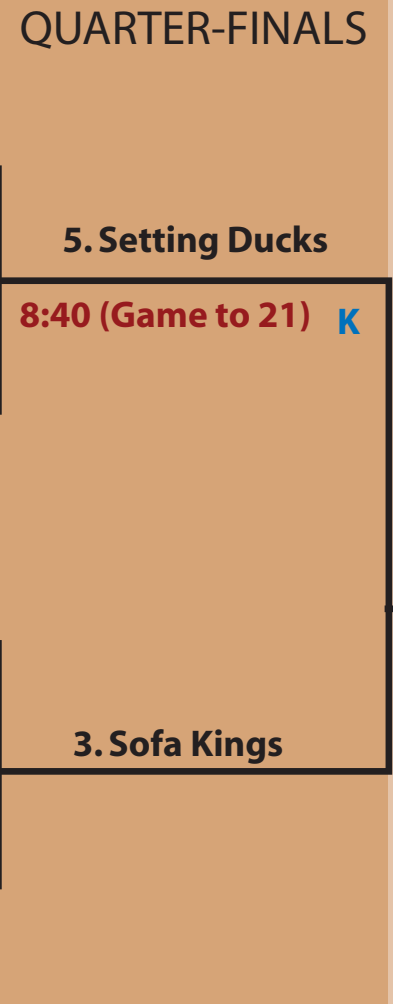 QUARTER-FINALS
5. Setting Ducks
8:40 (Game to 21) K
3. Sofa Kings